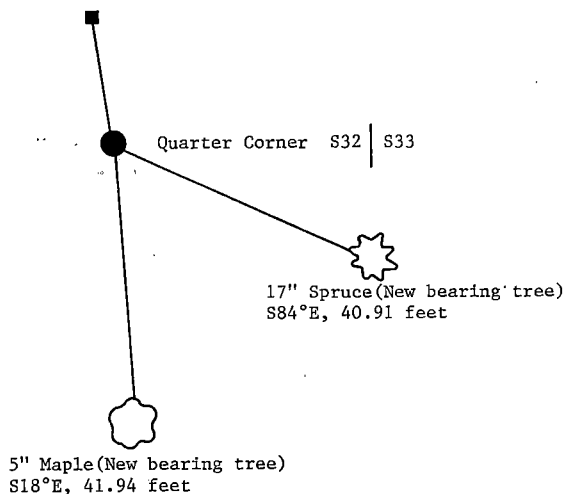 Quarter Corner S32 | S33
17" Spruce(New bearing tree)
S84°E, 40.91 feet
5" Maple(New bearing tree)
S18°E, 41.94 feet